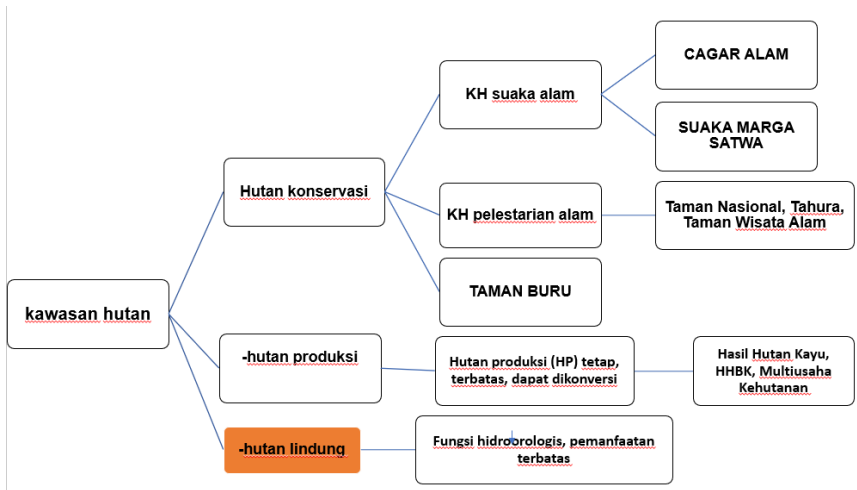 CAGAR ALAM
KH suaka alam
SUAKA MARGA
SATWA
Hutan konservasi
KH pelestarian alam
Taman Nasional, Tahura,
Taman Wisata Alam
TAMAN BURU
kawasan hutan
-hutan produksi
Hutan produksi (HP) tetap,
terbatas, dapat dikonversi
Hasil Hutan Kayu,
HHBK, Multiusaha
Kehutanan
-hutan lindung
Fungsi hidroorologis, pemanfaatan
terbatas